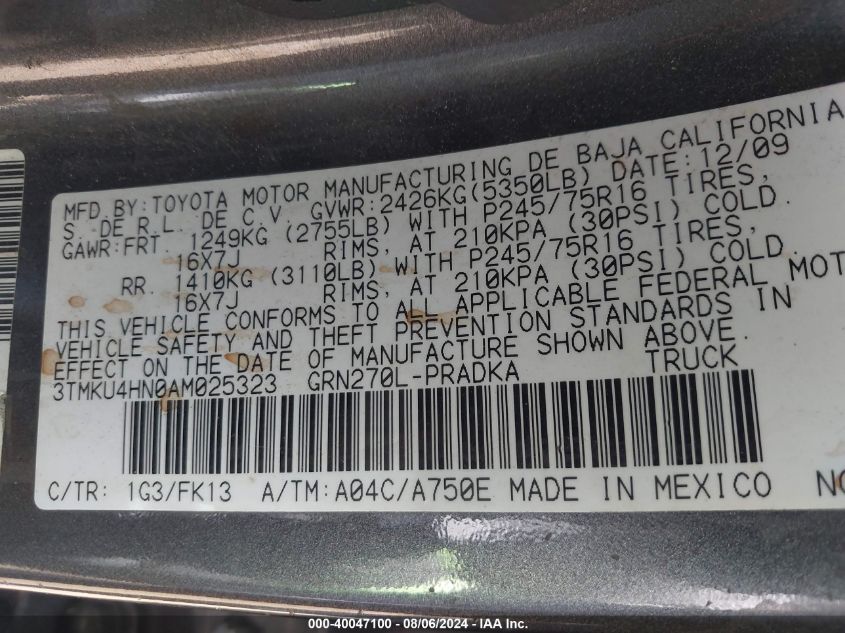 MFD. BY: TOYOTA MOTOR MANUFACTURING DE BAJA CALIFORNIA
S. DE R.L. DE C.V. GVWR: 2426KG(5350LB) DATE: 12/09
GAWR: FRT. 1249KG (2755LB) WITH P245/75R16 TIRES,
16X7J RIMS, AT 210KPA (30PSI) COLD.
RR. 1410KG (3110LB) WITH P245/75R16 TIRES,
16X7J RIMS, AT 210KPA (30PSI) COLD.
THIS VEHICLE CONFORMS TO ALL APPLICABLE FEDERAL MOT
VEHICLE SAFETY AND THEFT PREVENTION STANDARDS IN
EFFECT ON THE DATE OF MANUFACTURE SHOWN ABOVE.
3TMKU4HN0AM025323 GRN270L-PRADKA TRUCK
C/TR: 1G3/FK13 A/TM: A04C/A750E MADE IN MEXICO NO
000-40047100 - 08/06/2024 - IAA Inc.